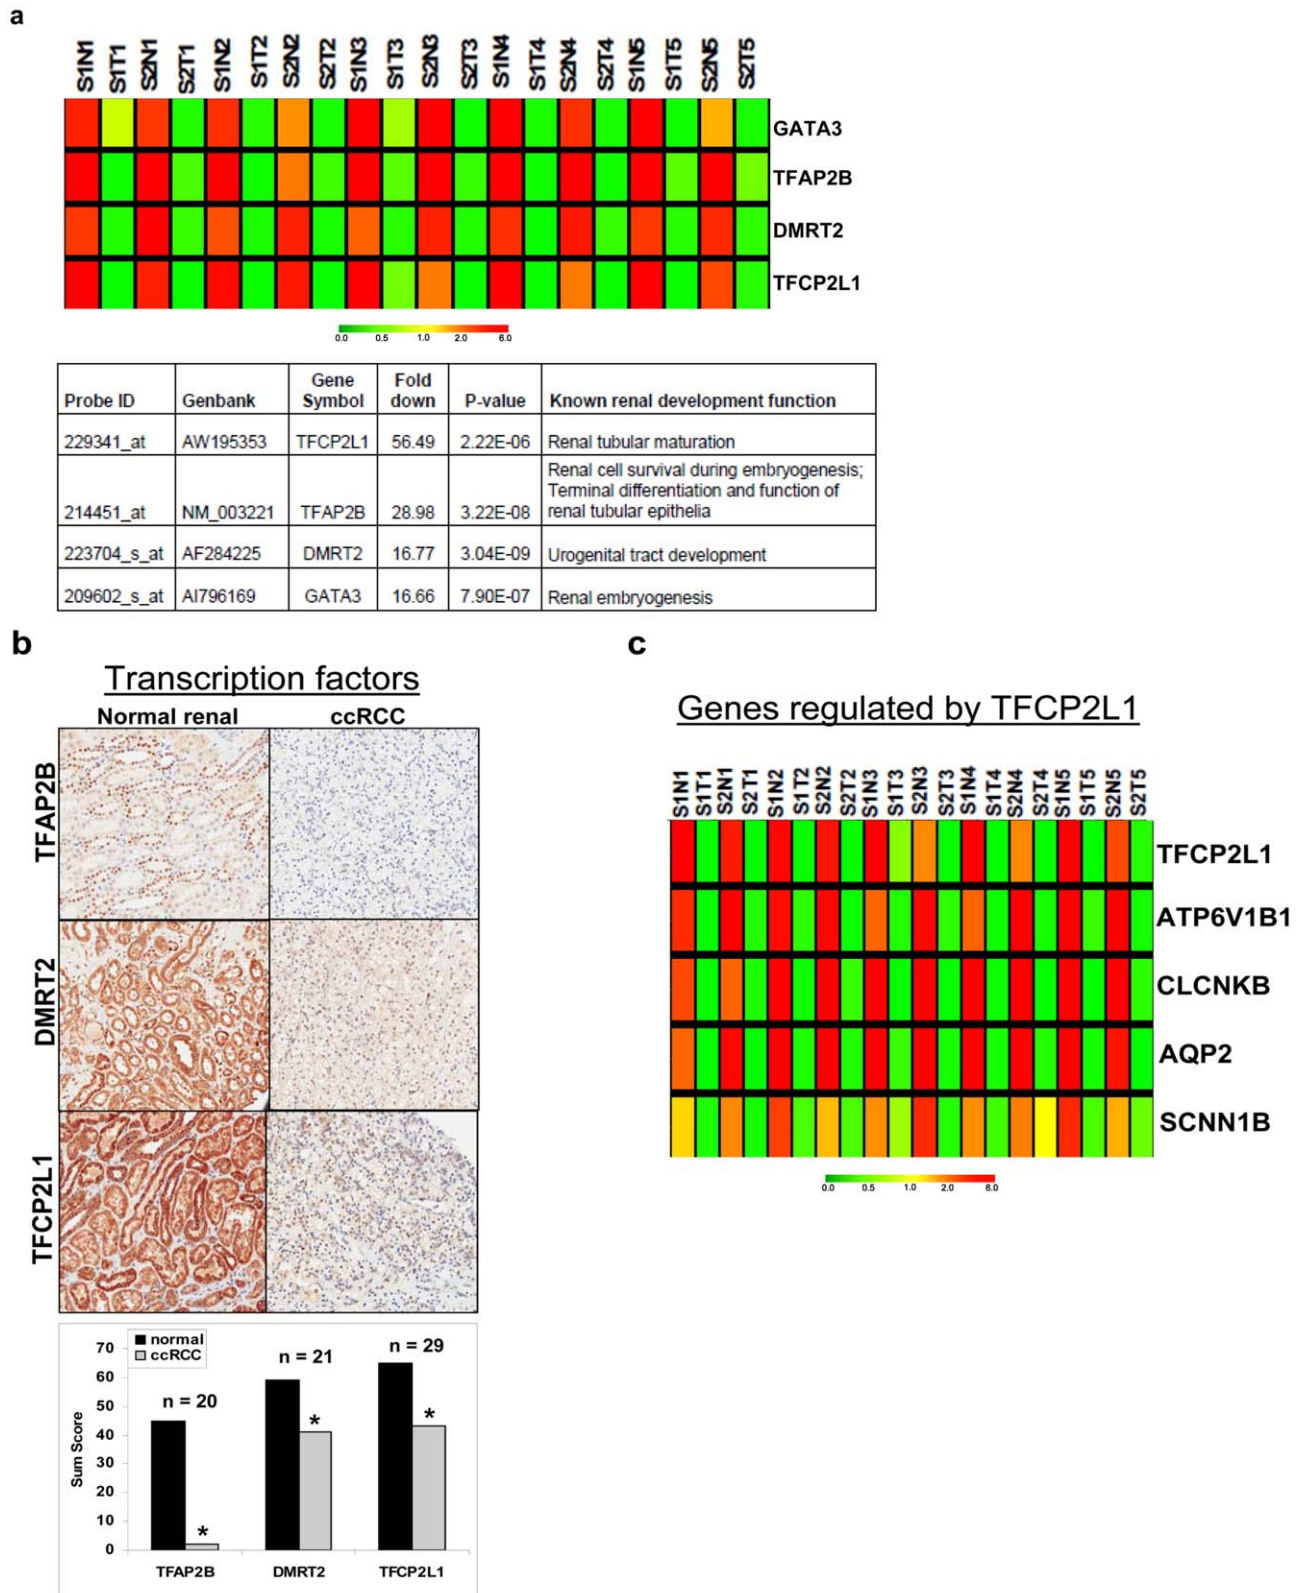 a
S1N1 S1T1 S2N1 S2T1 S1N2 S1T2 S2N2 S2T2 S1N3 S1T3 S2N3 S2T3 S1N4 S1T4 S2N4 S2T4 S1N5 S1T5 S2N5 S2T5
GATA3
TFAP2B
DMRT2
TFCP2L1
0.0 0.5 1.0 2.0 6.0
Probe ID Genbank Gene Symbol Fold down P-value Known renal development function
229341_at AW195353 TFCP2L1 56.49 2.22E-06 Renal tubular maturation
Renal cell survival during embryogenesis;
Terminal differentiation and function of
214451_at NM_003221 TFAP2B 28.98 3.22E-08 renal tubular epithelia
223704_s_at AF284225 DMRT2 16.77 3.04E-09 Urogenital tract development
209602_s_at AI796169 GATA3 16.66 7.90E-07 Renal embryogenesis
b
Transcription factors
Normal renal ccRCC
TFAP2B
DMRT2
TFCP2L1
normal
ccRCC
n = 20
n = 21
n = 29
*
*
*
Sum Score
70
60
50
40
30
20
10
0
TFAP2B DMRT2 TFCP2L1
c
Genes regulated by TFCP2L1
S1N1 S1T1 S2N1 S2T1 S1N2 S1T2 S2N2 S2T2 S1N3 S1T3 S2N3 S2T3 S1N4 S1T4 S2N4 S2T4 S1N5 S1T5 S2N5 S2T5
TFCP2L1
ATP6V1B1
CLCNKB
AQP2
SCNN1B
0.0 0.5 1.0 2.0 6.0